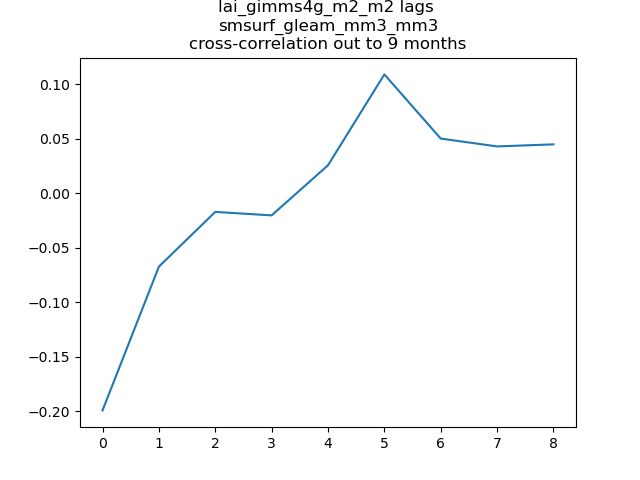 lai_gimms4g_m2_m2 lags
smsurf_gleam_mm3_mm3
cross-correlation out to 9 months
0.10
0.05
0.00
−0.05
−0.10
−0.15
−0.20
0 1 2 3 4 5 6 7 8